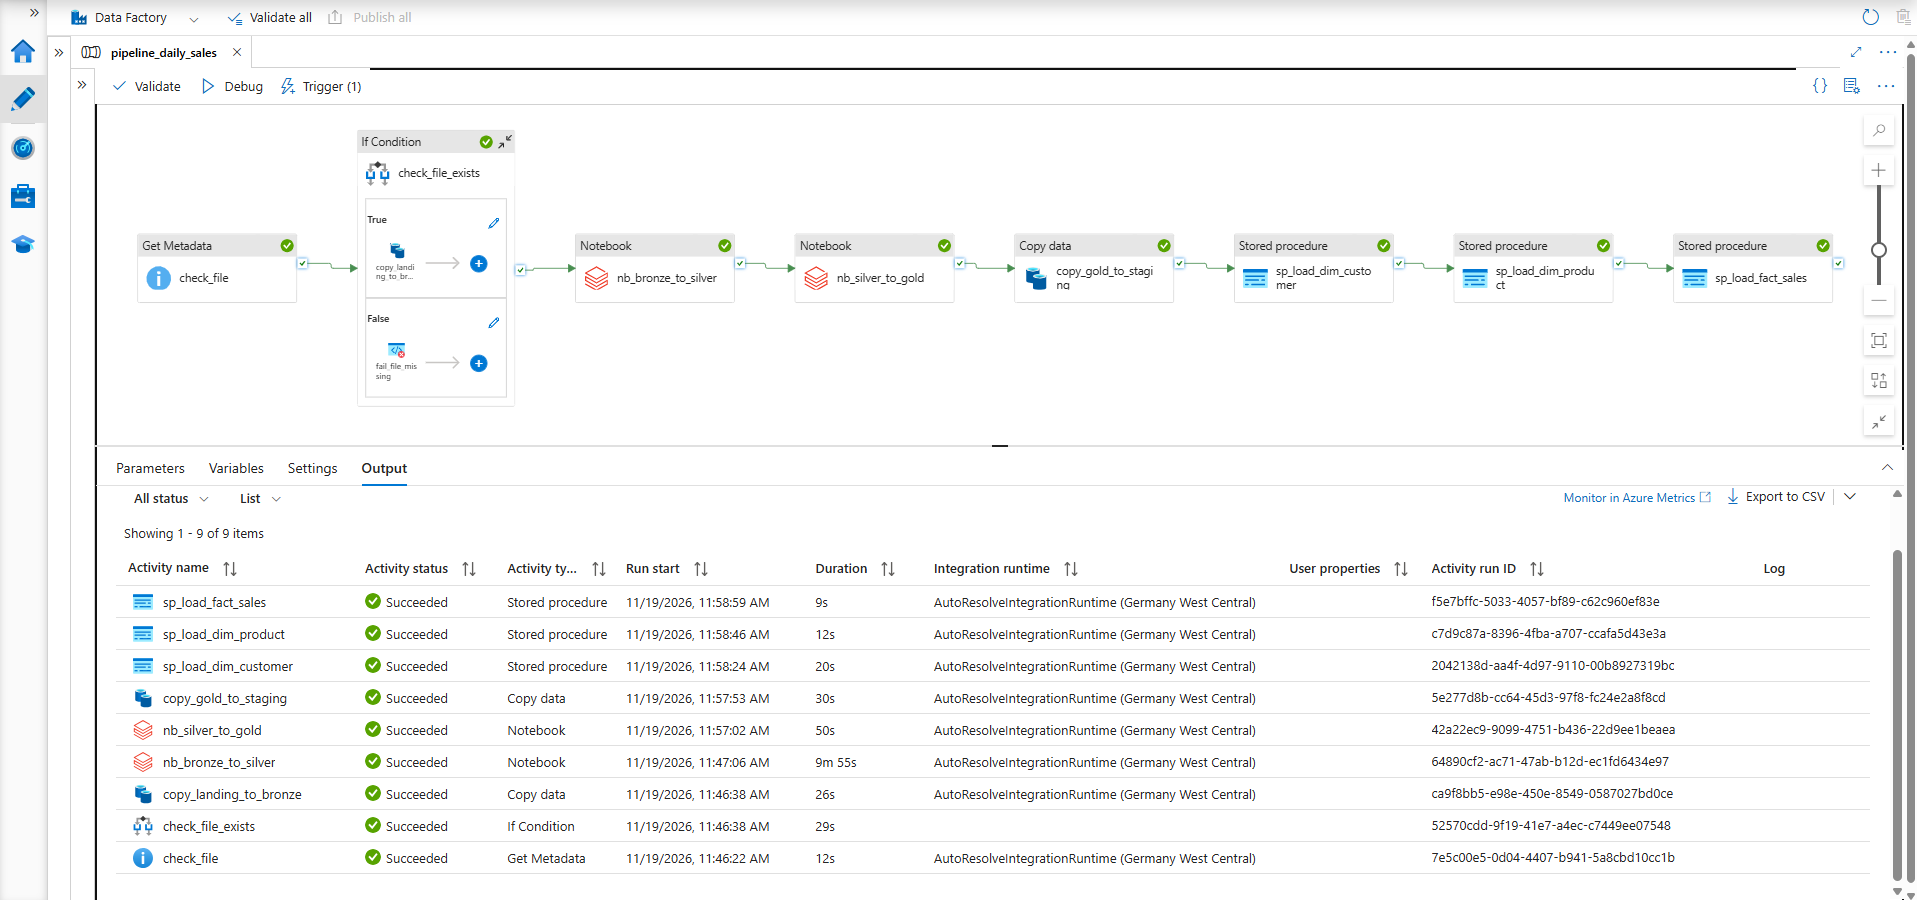 Data Factory
Validate all
Publish all
pipeline_daily_sales
Validate
Debug
Trigger (1)
If Condition
check_file_exists
True
copy_landi
ng_to_br...
False
fail_file_mis
sing
Get Metadata
check_file
Notebook
nb_bronze_to_silver
Notebook
nb_silver_to_gold
Copy data
copy_gold_to_stagi
ng
Stored procedure
sp_load_dim_custo
mer
Stored procedure
sp_load_dim_produ
ct
Stored procedure
sp_load_fact_sales
Parameters Variables Settings Output
All status List
Monitor in Azure Metrics Export to CSV
Showing 1 - 9 of 9 items
Activity name Activity status Activity ty... Run start Duration Integration runtime User properties Activity run ID Log
sp_load_fact_sales Succeeded Stored procedure 11/19/2026, 11:58:59 AM 9s AutoResolveIntegrationRuntime (Germany West Central) f5e7bffc-5033-4057-bf89-c62c960ef83e
sp_load_dim_product Succeeded Stored procedure 11/19/2026, 11:58:46 AM 12s AutoResolveIntegrationRuntime (Germany West Central) c7d9c87a-8396-4fba-a707-ccafa5d43e3a
sp_load_dim_customer Succeeded Stored procedure 11/19/2026, 11:58:24 AM 20s AutoResolveIntegrationRuntime (Germany West Central) 2042138d-aa4f-4d97-9110-00b8927319bc
copy_gold_to_staging Succeeded Copy data 11/19/2026, 11:57:53 AM 30s AutoResolveIntegrationRuntime (Germany West Central) 5e277d8b-cc64-45d3-97f8-fc24e2a8f8cd
nb_silver_to_gold Succeeded Notebook 11/19/2026, 11:57:02 AM 50s AutoResolveIntegrationRuntime (Germany West Central) 42a22ec9-9099-4751-b436-22d9ee1beaea
nb_bronze_to_silver Succeeded Notebook 11/19/2026, 11:47:06 AM 9m 55s AutoResolveIntegrationRuntime (Germany West Central) 64890cf2-ac71-47ab-b12d-ec1fd6434e97
copy_landing_to_bronze Succeeded Copy data 11/19/2026, 11:46:38 AM 26s AutoResolveIntegrationRuntime (Germany West Central) ca9f8bb5-e98e-450e-8549-0587027bd0ce
check_file_exists Succeeded If Condition 11/19/2026, 11:46:38 AM 29s 52570cdd-9f19-41e7-a4ec-c7449ee07548
check_file Succeeded Get Metadata 11/19/2026, 11:46:22 AM 12s AutoResolveIntegrationRuntime (Germany West Central) 7e5c00e5-0d04-4407-b941-5a8cbd10cc1b